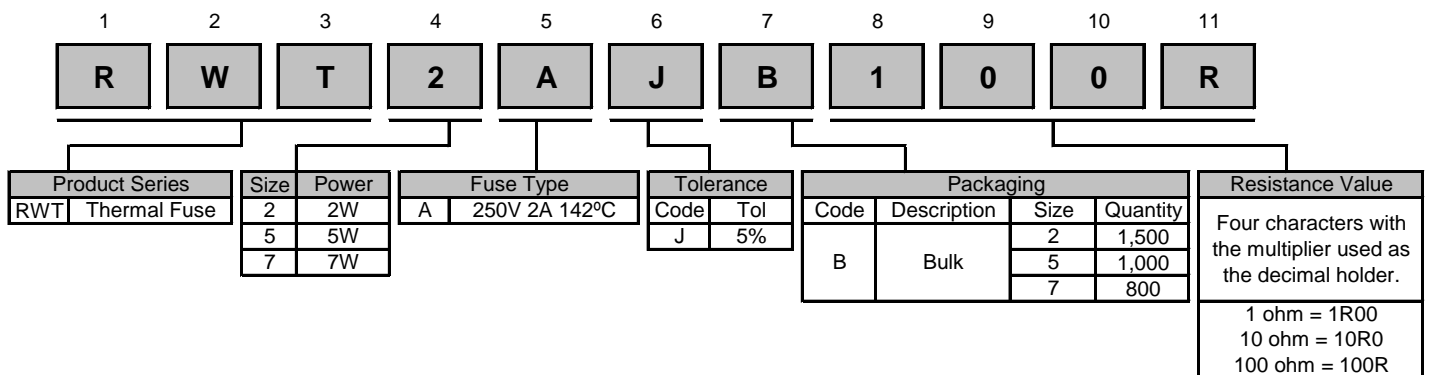 1 2 3 4 5 6 7 8 9 10 11
R W T 2 A J B 1 0 0 R
Product Series
RWT Thermal Fuse
Size Power
2 2W
5 5W
7 7W
Fuse Type
A 250V 2A 142ºC
Tolerance
Code Tol
J 5%
Packaging
Code Description Size Quantity
B Bulk 2 1,500
5 1,000
7 800
Resistance Value
Four characters with
the multiplier used as
the decimal holder.
1 ohm = 1R00
10 ohm = 10R0
100 ohm = 100R